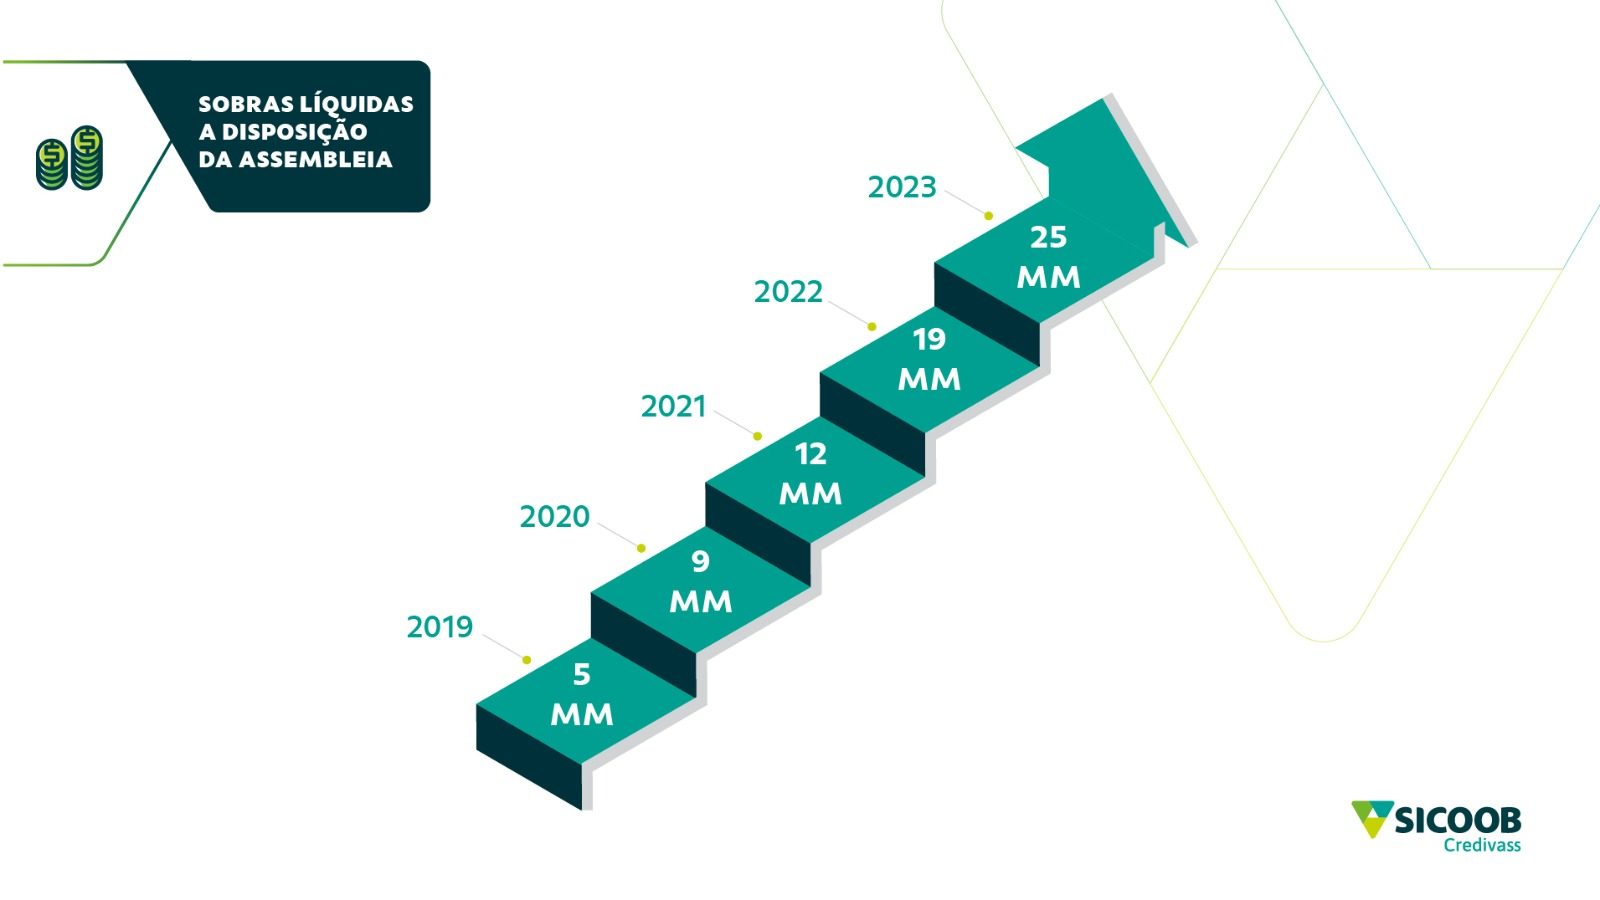 SOBRAS LÍQUIDAS
A DISPOSIÇÃO
DA ASSEMBLEIA
2023
25
MM
2022
19
MM
2021
12
MM
2020
9
MM
2019
5
MM
SICOOB
Credivass